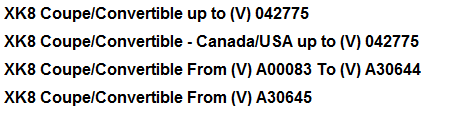 XK8 Coupe/Convertible up to (V) 042775
XK8 Coupe/Convertible - Canada/USA up to (V) 042775
XK8 Coupe/Convertible From (V) A00083 To (V) A30644
XK8 Coupe/Convertible From (V) A30645